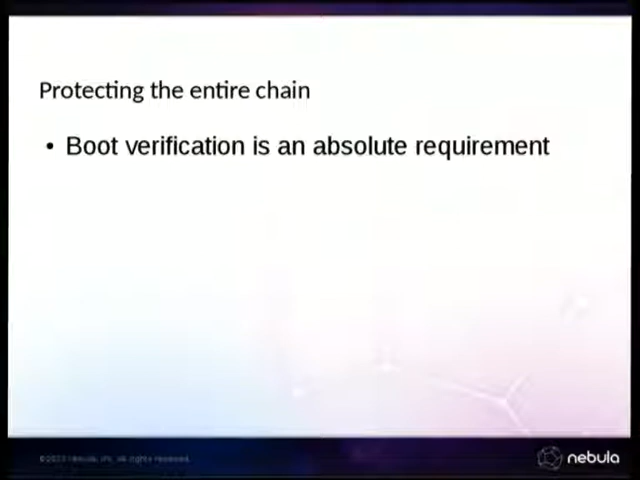 Protecting the entire chain
• Boot verification is an absolute requirement
nebula